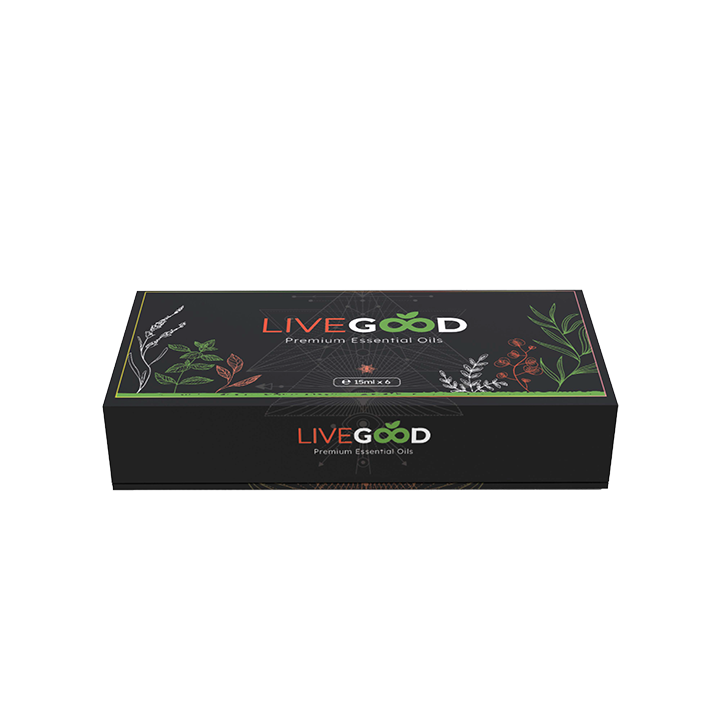 LIVEGOOD
Premium Essential Oils
℮ 15ml x 6
LIVEGOOD
Premium Essential Oils